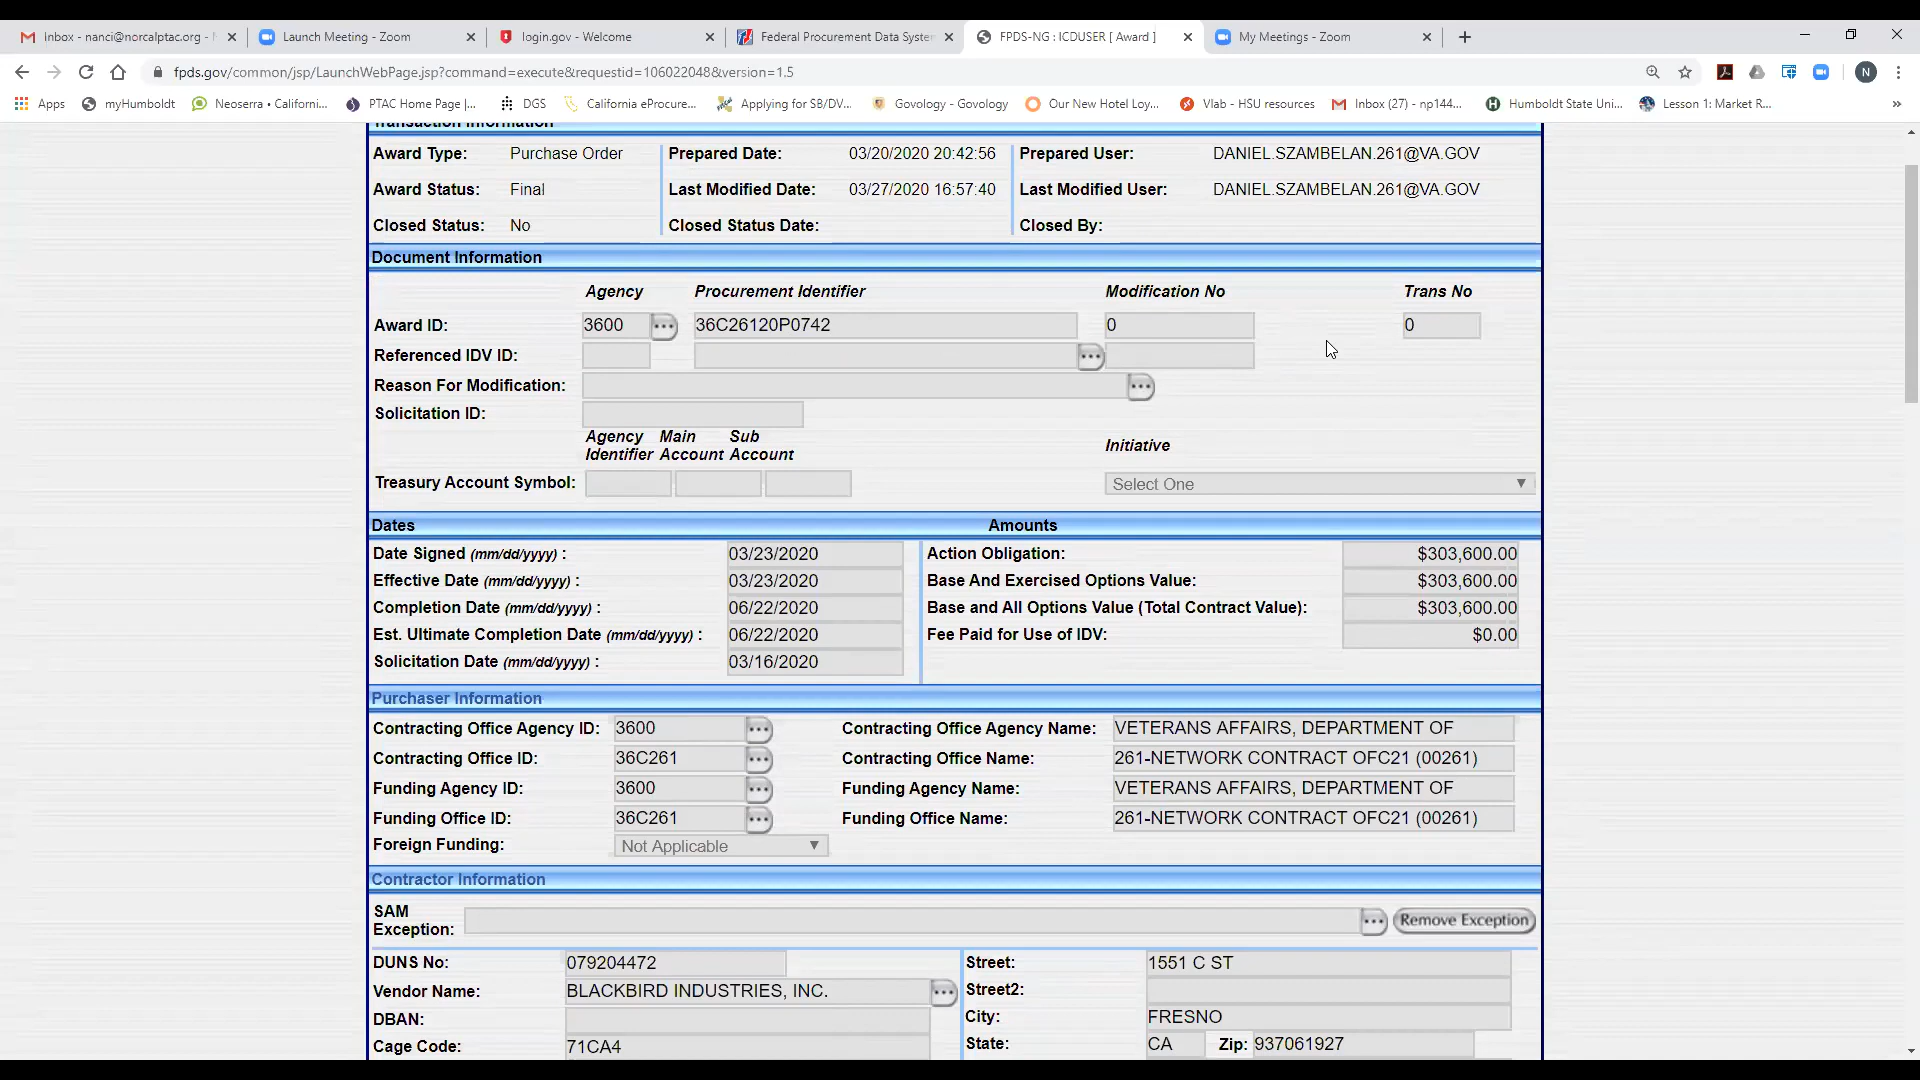 Inbox - nanci@norcalptac.org -
Launch Meeting - Zoom
login.gov - Welcome
Federal Procurement Data System
FPDS-NG : ICDUSER [ Award ]
My Meetings - Zoom
fpds.gov/common/jsp/LaunchWebPage.jsp?command=execute&requestid=106022048&version=1.5
N
Apps
myHumboldt
Neoserra • Californi...
PTAC Home Page |...
DGS
California eProcure...
Applying for SB/DV...
Govology - Govology
Our New Hotel Loy...
Vlab - HSU resources
Inbox (27) - np144...
Humboldt State Uni...
Lesson 1: Market R...
Transaction Information
Award Type: Purchase Order Prepared Date: 03/20/2020 20:42:56 Prepared User: DANIEL.SZAMBELAN.261@VA.GOV
Award Status: Final Last Modified Date: 03/27/2020 16:57:40 Last Modified User: DANIEL.SZAMBELAN.261@VA.GOV
Closed Status: No Closed Status Date: Closed By:
Document Information
Agency Procurement Identifier Modification No Trans No
Award ID: 3600 36C26120P0742 0 0
Referenced IDV ID:
Reason For Modification:
Solicitation ID:
Agency Main Sub
Identifier Account Account Initiative
Treasury Account Symbol: Select One
Dates Amounts
Date Signed (mm/dd/yyyy) : 03/23/2020 Action Obligation: $303,600.00
Effective Date (mm/dd/yyyy) : 03/23/2020 Base And Exercised Options Value: $303,600.00
Completion Date (mm/dd/yyyy) : 06/22/2020 Base and All Options Value (Total Contract Value): $303,600.00
Est. Ultimate Completion Date (mm/dd/yyyy) : 06/22/2020 Fee Paid for Use of IDV: $0.00
Solicitation Date (mm/dd/yyyy) : 03/16/2020
Purchaser Information
Contracting Office Agency ID: 3600 Contracting Office Agency Name: VETERANS AFFAIRS, DEPARTMENT OF
Contracting Office ID: 36C261 Contracting Office Name: 261-NETWORK CONTRACT OFC21 (00261)
Funding Agency ID: 3600 Funding Agency Name: VETERANS AFFAIRS, DEPARTMENT OF
Funding Office ID: 36C261 Funding Office Name: 261-NETWORK CONTRACT OFC21 (00261)
Foreign Funding: Not Applicable
Contractor Information
SAM
Exception: Remove Exception
DUNS No: 079204472 Street: 1551 C ST
Vendor Name: BLACKBIRD INDUSTRIES, INC. Street2:
DBAN: City: FRESNO
Cage Code: 71CA4 State: CA Zip: 937061927